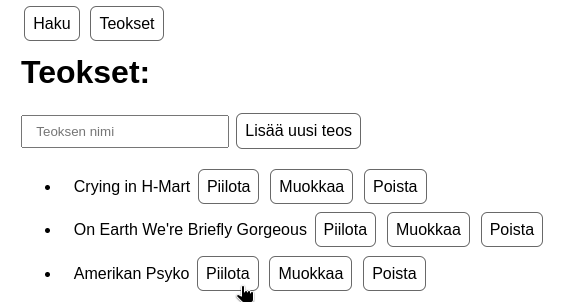 Haku Teokset
Teokset:
Teoksen nimi Lisää uusi teos
Crying in H-Mart Piilota Muokkaa Poista
On Earth We're Briefly Gorgeous Piilota Muokkaa Poista
Amerikan Psyko Piilota Muokkaa Poista